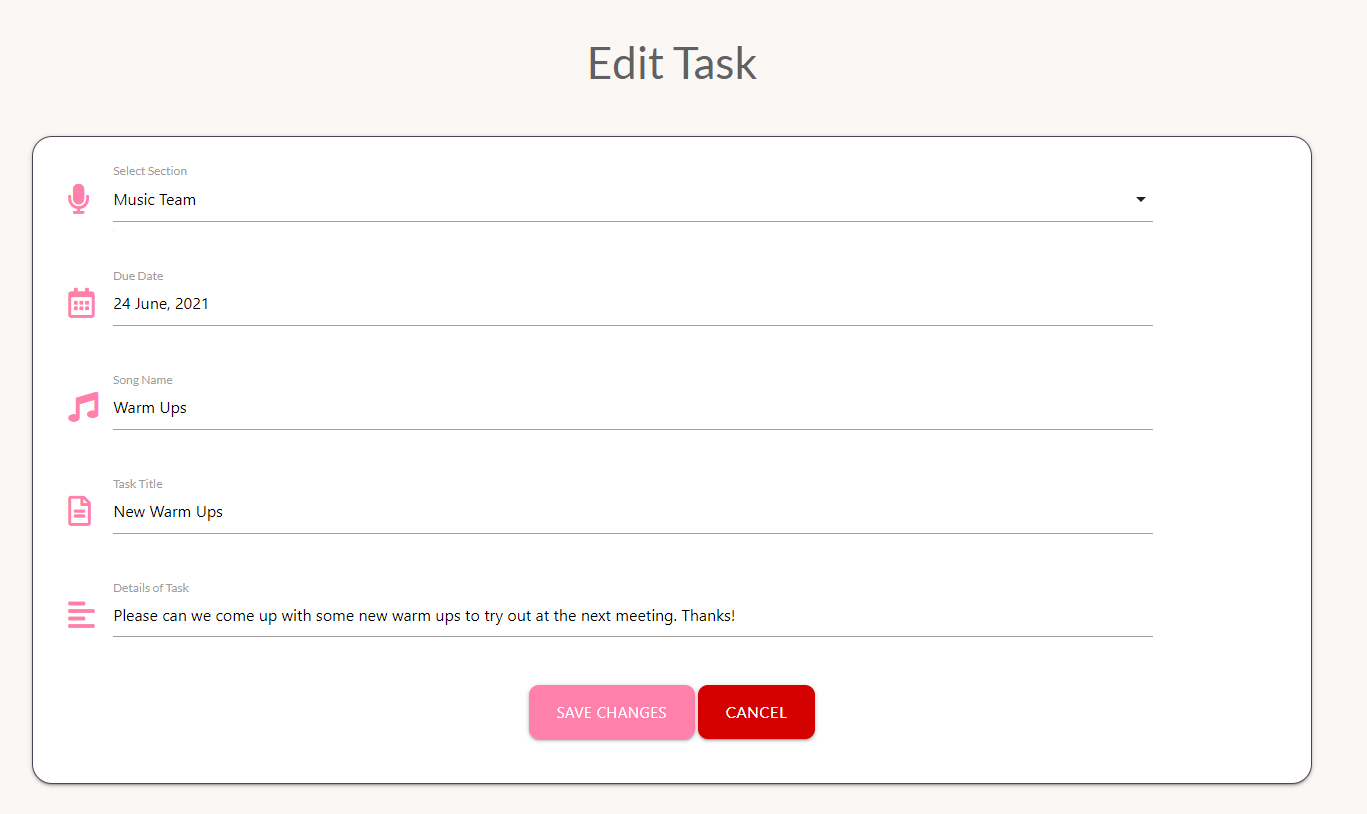 Edit Task
Select Section
Music Team
Due Date
24 June, 2021
Song Name
Warm Ups
Task Title
New Warm Ups
Details of Task
Please can we come up with some new warm ups to try out at the next meeting. Thanks!
SAVE CHANGES CANCEL